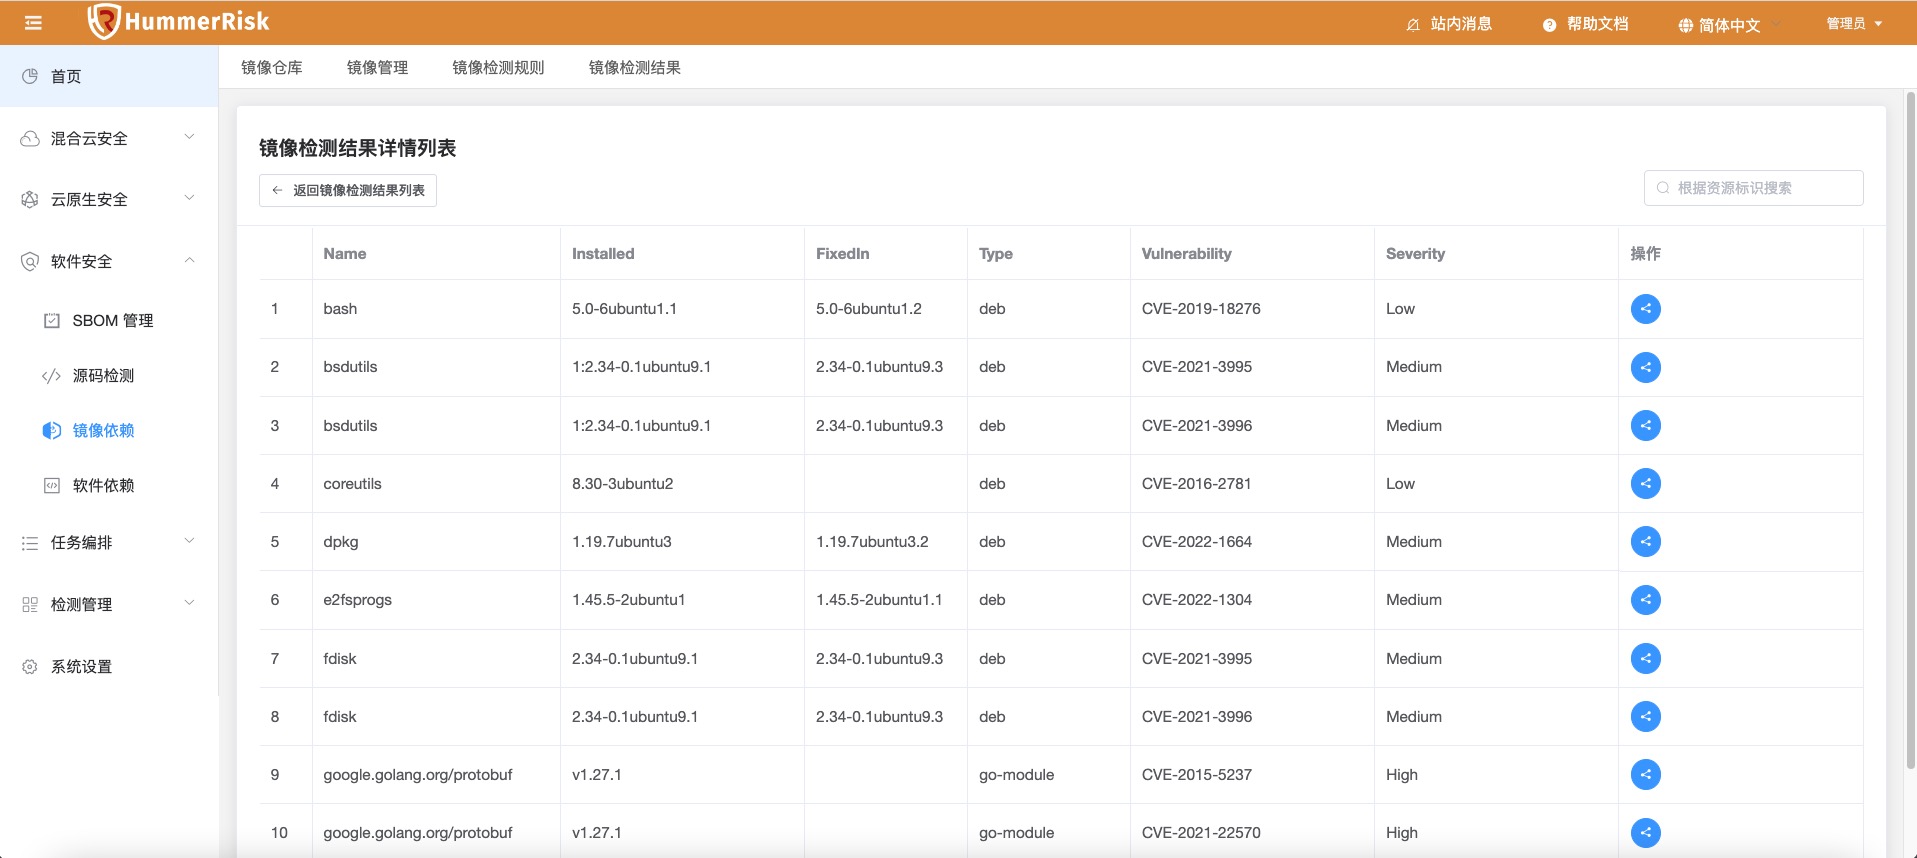 HummerRisk
站内消息
帮助文档
简体中文
管理员
首页
混合云安全
云原生安全
软件安全
SBOM 管理
源码检测
镜像依赖
软件依赖
任务编排
检测管理
系统设置
镜像仓库 镜像管理 镜像检测规则 镜像检测结果
镜像检测结果详情列表
返回镜像检测结果列表
根据资源标识搜索
Name Installed FixedIn Type Vulnerability Severity 操作
1 bash 5.0-6ubuntu1.1 5.0-6ubuntu1.2 deb CVE-2019-18276 Low
2 bsdutils 1:2.34-0.1ubuntu9.1 2.34-0.1ubuntu9.3 deb CVE-2021-3995 Medium
3 bsdutils 1:2.34-0.1ubuntu9.1 2.34-0.1ubuntu9.3 deb CVE-2021-3996 Medium
4 coreutils 8.30-3ubuntu2 deb CVE-2016-2781 Low
5 dpkg 1.19.7ubuntu3 1.19.7ubuntu3.2 deb CVE-2022-1664 Medium
6 e2fsprogs 1.45.5-2ubuntu1 1.45.5-2ubuntu1.1 deb CVE-2022-1304 Medium
7 fdisk 2.34-0.1ubuntu9.1 2.34-0.1ubuntu9.3 deb CVE-2021-3995 Medium
8 fdisk 2.34-0.1ubuntu9.1 2.34-0.1ubuntu9.3 deb CVE-2021-3996 Medium
9 google.golang.org/protobuf v1.27.1 go-module CVE-2015-5237 High
10 google.golang.org/protobuf v1.27.1 go-module CVE-2021-22570 High